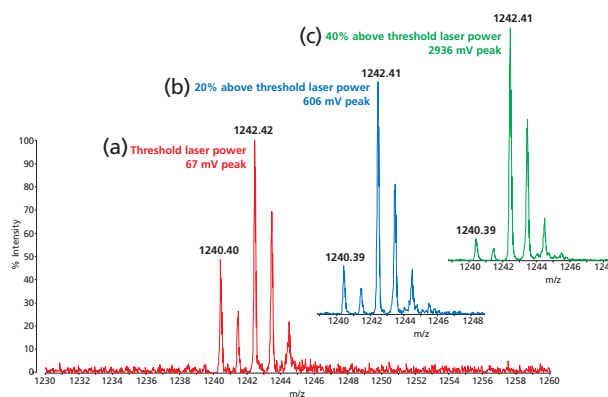 (c) 40% above threshold laser power
2936 mV peak
1242.41
1240.39
1240 1242 1244 1246 124
m/z
(b) 20% above threshold laser power
606 mV peak
1242.41
1240.39
1240 1242 1244 1246 1248
m/z
(a) Threshold laser power
67 mV peak
1242.42
1240.40
% Intensity
100
90
80
70
60
50
40
30
20
10
0
1230 1232 1234 1236 1238 1240 1242 1244 1246 1248 1250 1252 1254 1256 1258 1260
m/z